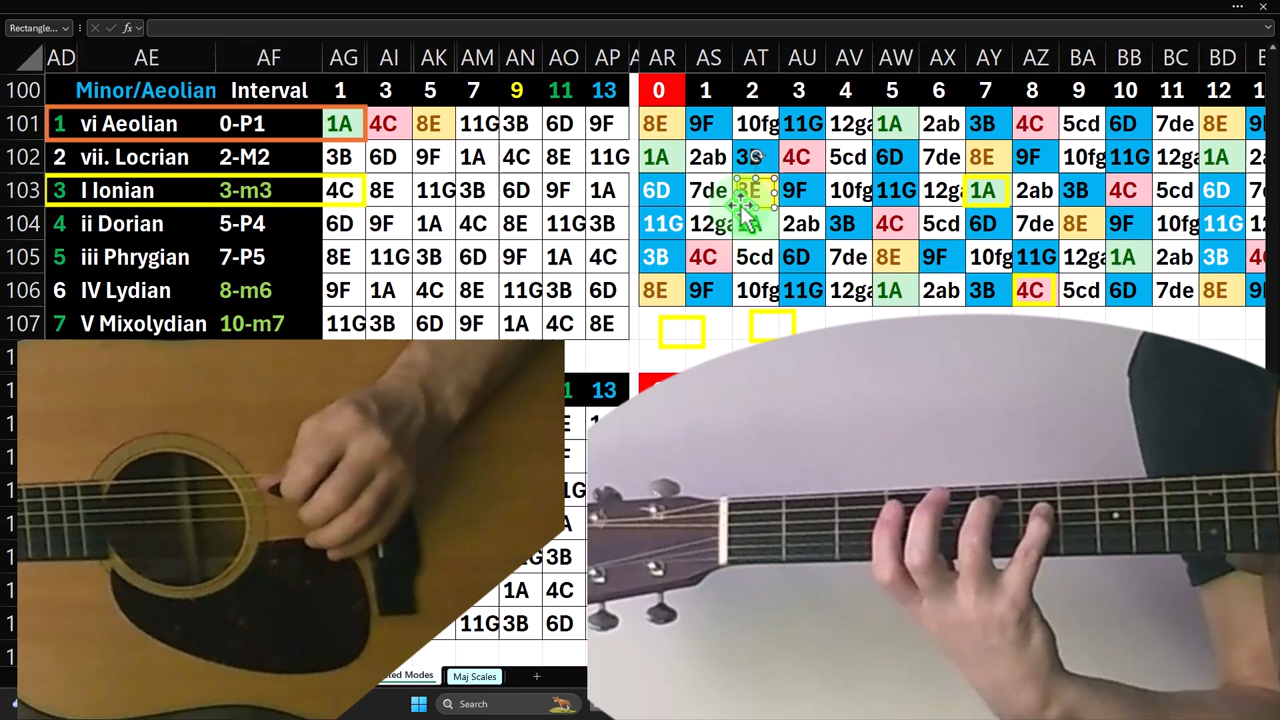 Rectangle... fx
AD AE AF AG AI AK AM AN AO AP AR AS AT AU AV AW AX AY AZ BA BB BC BD
100 Minor/Aeolian Interval 1 3 5 7 9 11 13 0 1 2 3 4 5 6 7 8 9 10 11 12
101 1 vi Aeolian 0-P1 1A 4C 8E 11G 3B 6D 9F 8E 9F 10fg 11G 12ga 1A 2ab 3B 4C 5cd 6D 7de 8E
102 2 vii. Locrian 2-M2 3B 6D 9F 1A 4C 8E 11G 1A 2ab 3B 4C 5cd 6D 7de 8E 9F 10fg 11G 12ga 1A
103 3 I Ionian 3-m3 4C 8E 11G 3B 6D 9F 1A 6D 7de 8E 9F 10fg 11G 12ga 1A 2ab 3B 4C 5cd 6D
104 4 ii Dorian 5-P4 6D 9F 1A 4C 8E 11G 3B 11G 12ga 1A 2ab 3B 4C 5cd 6D 7de 8E 9F 10fg 11G
105 5 iii Phrygian 7-P5 8E 11G 3B 6D 9F 1A 4C 3B 4C 5cd 6D 7de 8E 9F 10fg 11G 12ga 1A 2ab 3B
106 6 IV Lydian 8-m6 9F 1A 4C 8E 11G 3B 6D 8E 9F 10fg 11G 12ga 1A 2ab 3B 4C 5cd 6D 7de 8E
107 7 V Mixolydian 10-m7 11G 3B 6D 9F 1A 4C 8E
13
3B
1A 4C
11G 3B 6D
Modes Maj Scales +
Search